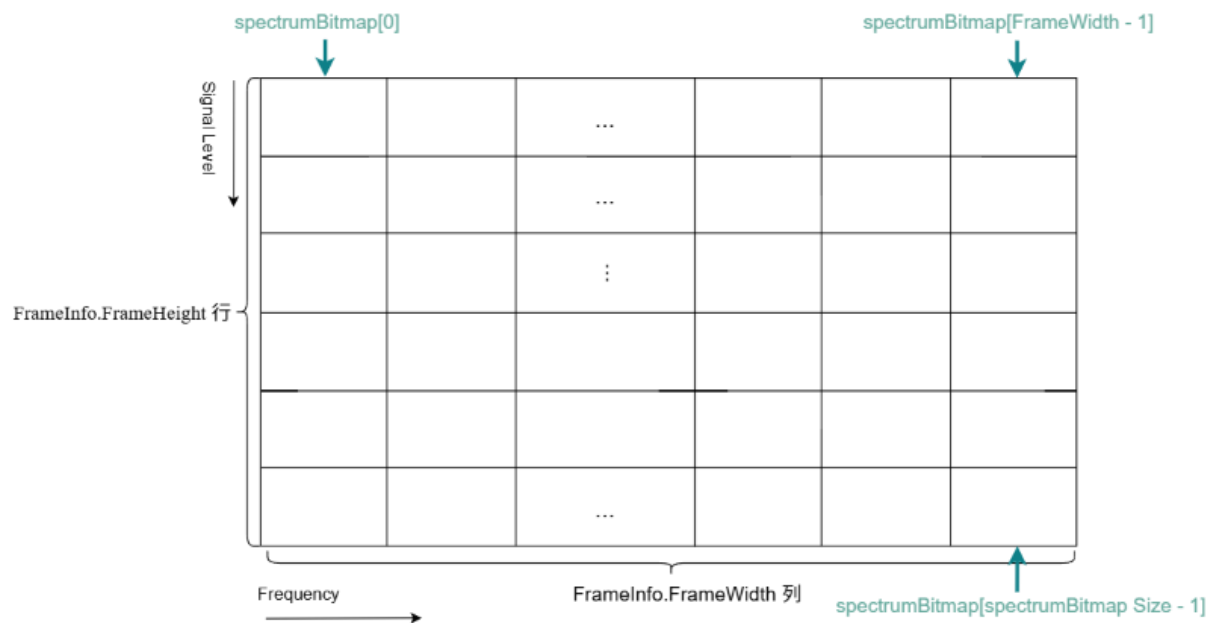 spectrumBitmap[0]
spectrumBitmap[FrameWidth - 1]
Signal Level
...
...
⋮
FrameInfo.FrameHeight 行
...
Frequency
FrameInfo.FrameWidth 列
spectrumBitmap[spectrumBitmap Size - 1]